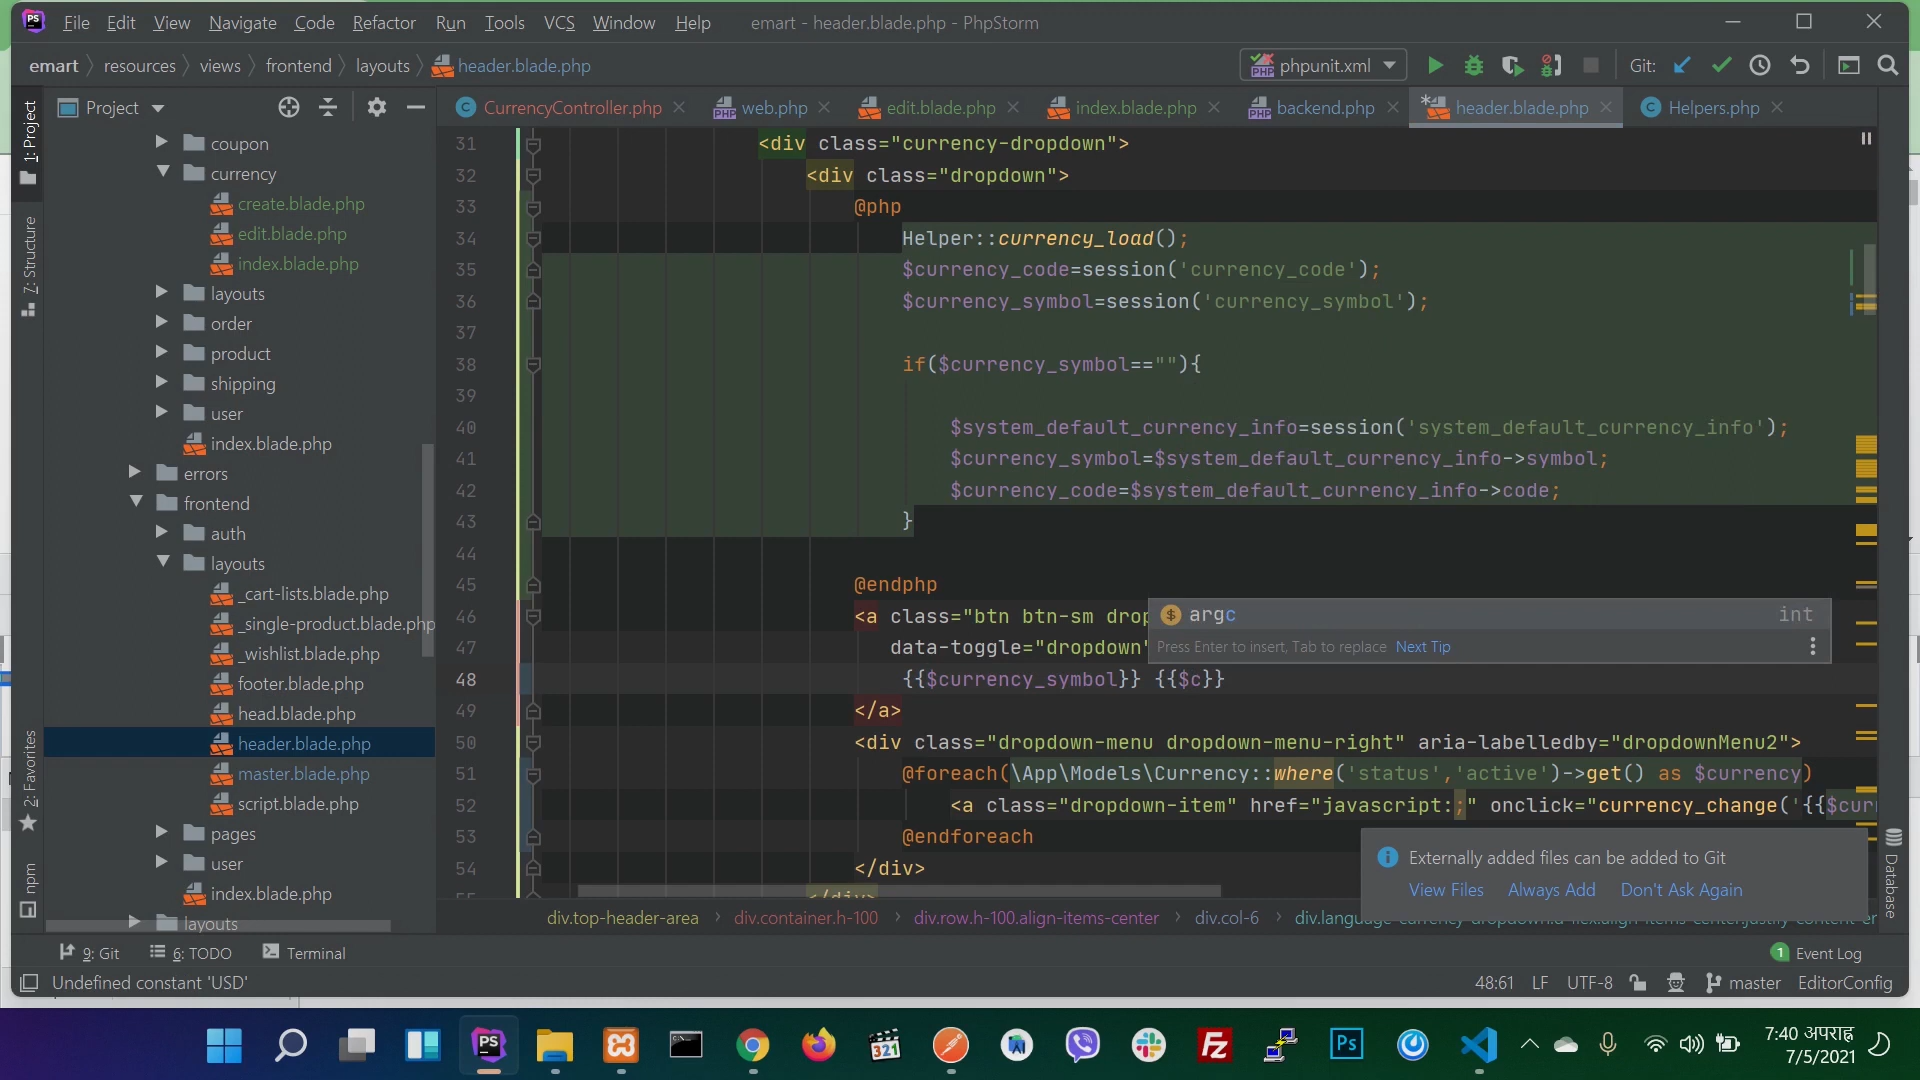 File Edit View Navigate Code Refactor Run Tools VCS Window Help emart - header.blade.php - PhpStorm
emart resources views frontend layouts header.blade.php phpunit.xml Git:
Project CurrencyController.php web.php edit.blade.php index.blade.php backend.php header.blade.php Helpers.php
1: Project
7: Structure
2: Favorites
npm
coupon
currency
create.blade.php
edit.blade.php
index.blade.php
layouts
order
product
shipping
user
index.blade.php
errors
frontend
auth
layouts
_cart-lists.blade.php
_single-product.blade.php
_wishlist.blade.php
footer.blade.php
head.blade.php
header.blade.php
master.blade.php
script.blade.php
pages
user
index.blade.php
layouts
31 <div class="currency-dropdown">
32 <div class="dropdown">
33 @php
34 Helper::currency_load();
35 $currency_code=session('currency_code');
36 $currency_symbol=session('currency_symbol');
37
38 if($currency_symbol==""){
39
40 $system_default_currency_info=session('system_default_currency_info');
41 $currency_symbol=$system_default_currency_info->symbol;
42 $currency_code=$system_default_currency_info->code;
43 }
44
45 @endphp
46 <a class="btn btn-sm drop
47 data-toggle="dropdown"
48 {{$currency_symbol}} {{$c}}
49 </a>
50 <div class="dropdown-menu dropdown-menu-right" aria-labelledby="dropdownMenu2">
51 @foreach(\App\Models\Currency::where('status','active')->get() as $currency)
52 <a class="dropdown-item" href="javascript:;" onclick="currency_change('{{$curr
53 @endforeach
54 </div>
55 </div>
argc int
Press Enter to insert, Tab to replace Next Tip
Externally added files can be added to Git
View Files Always Add Don't Ask Again
Database
div.top-header-area div.container.h-100 div.row.h-100.align-items-center div.col-6
9: Git 6: TODO Terminal 1 Event Log
Undefined constant 'USD' 48:61 LF UTF-8 master EditorConfig
PS 321 Ps
7:40 अपराह्न
7/5/2021